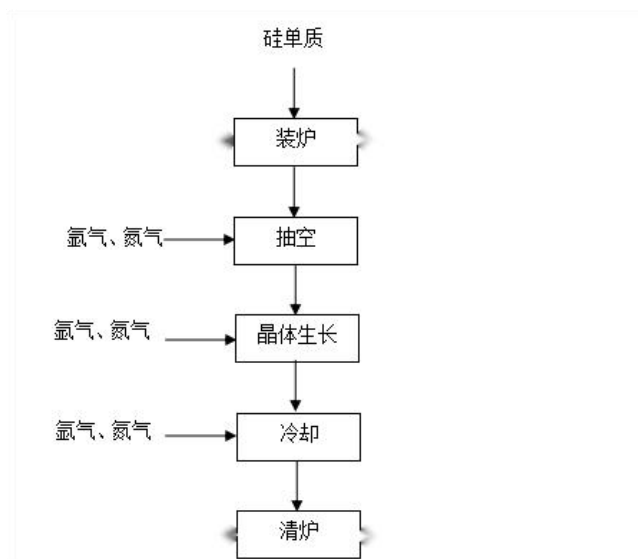 硅单质
装炉
氩气、氮气
抽空
氩气、氮气
晶体生长
氩气、氮气
冷却
清炉